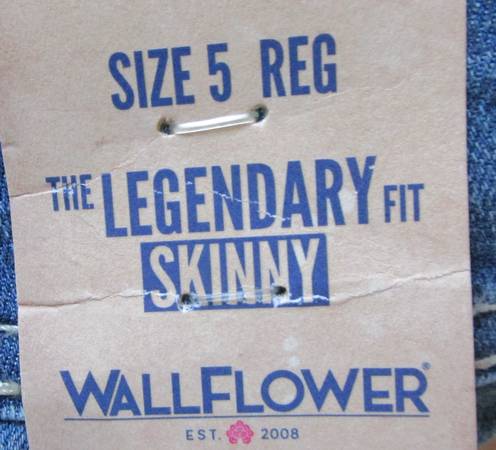 SIZE 5 REG
THE LEGENDARY FIT
SKINNY
WALLFLOWER®
EST. 2008